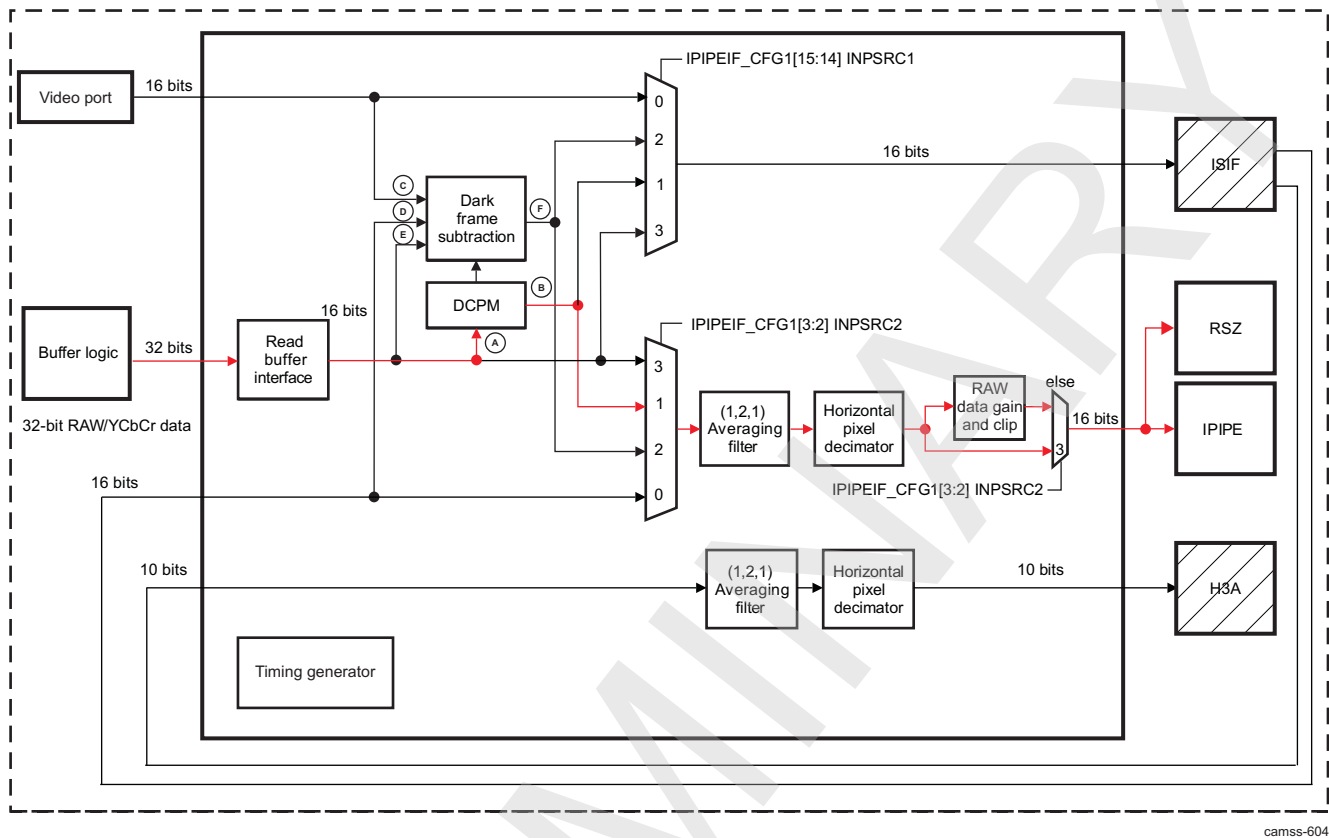 IPIPEIF_CFG1[15:14] INPSRC1
Video port
16 bits
0
2
1
3
16 bits
ISIF
C
D
E
Dark
frame
subtraction
F
DCPM
B
A
16 bits
Buffer logic
32 bits
Read
buffer
interface
32-bit RAW/YCbCr data
IPIPEIF_CFG1[3:2] INPSRC2
3
1
2
0
(1,2,1)
Averaging
filter
Horizontal
pixel
decimator
RAW
data gain
and clip
else
3
16 bits
IPIPEIF_CFG1[3:2] INPSRC2
RSZ
IPIPE
16 bits
10 bits
(1,2,1)
Averaging
filter
Horizontal
pixel
decimator
10 bits
H3A
Timing generator
MINARY
camss-604